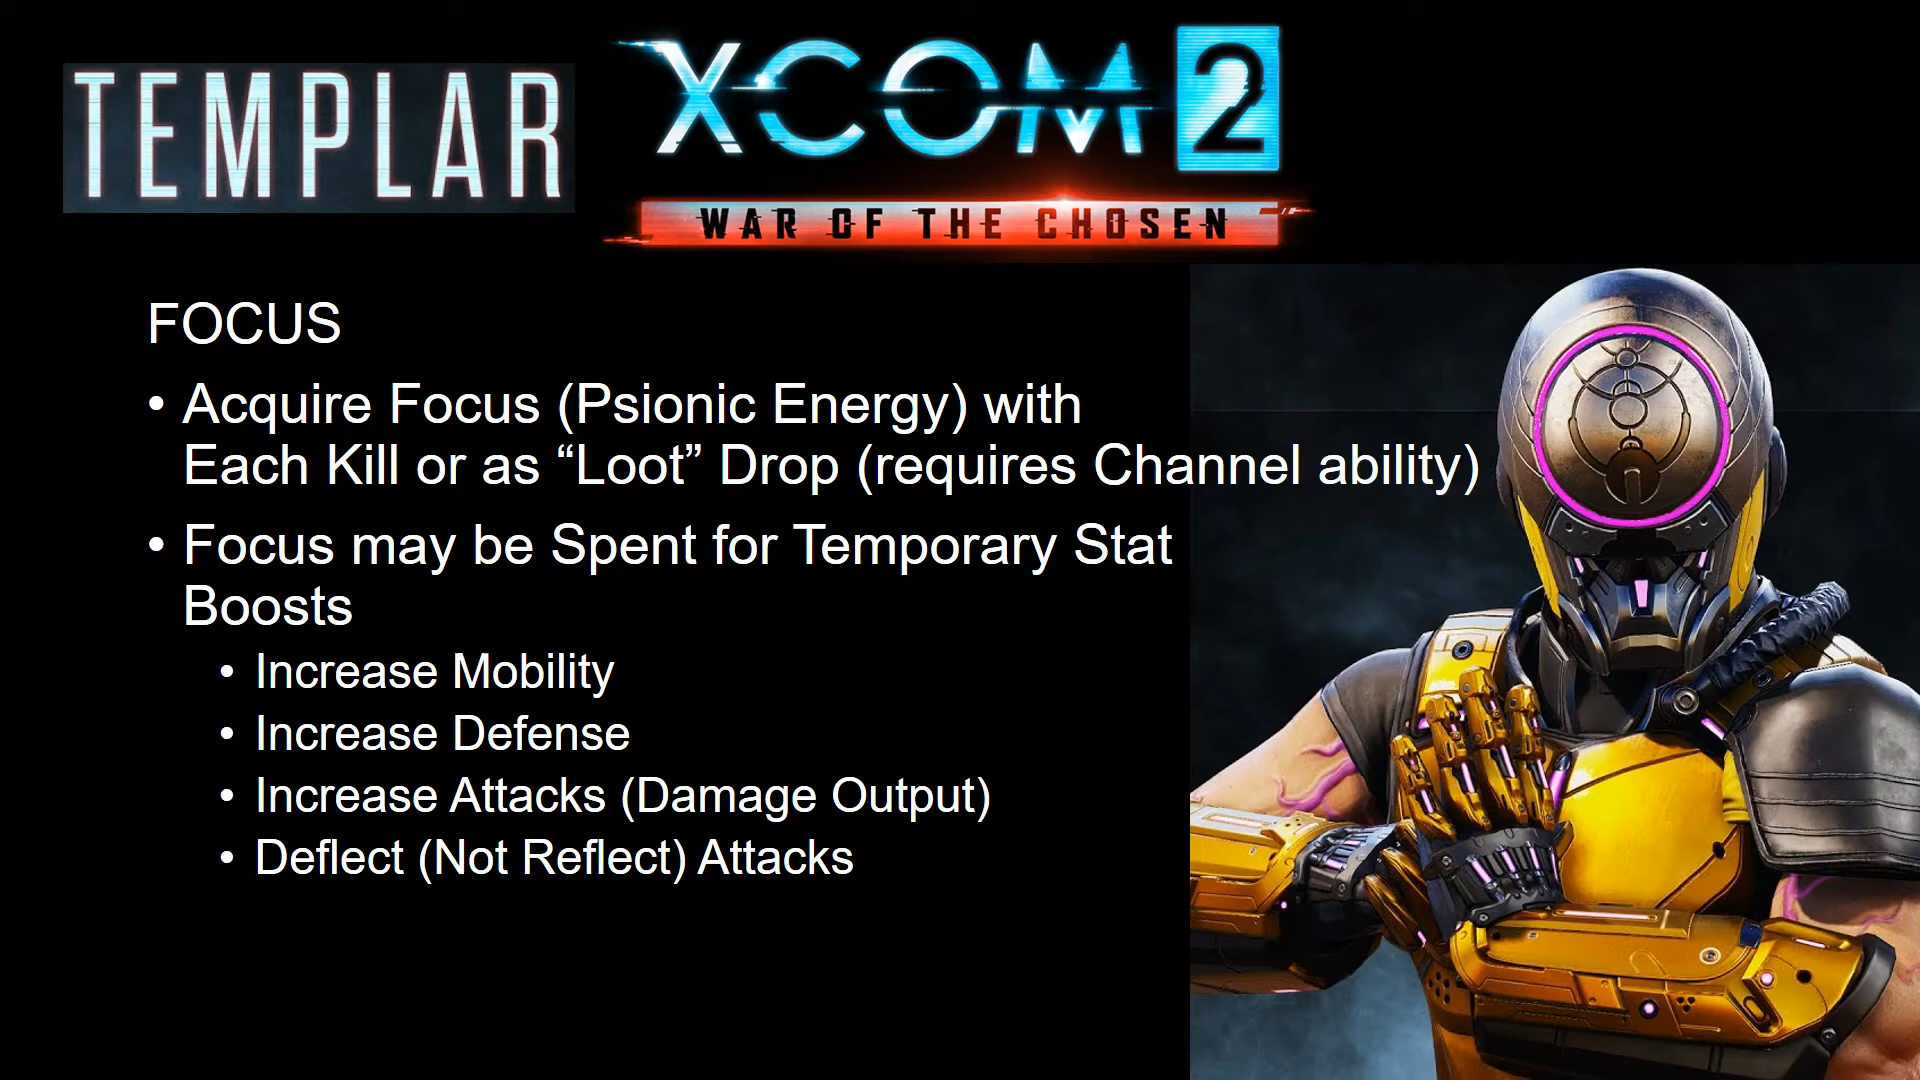 TEMPLAR
XCOM 2
WAR OF THE CHOSEN
FOCUS
• Acquire Focus (Psionic Energy) with
Each Kill or as “Loot” Drop (requires Channel ability)
• Focus may be Spent for Temporary Stat
Boosts
• Increase Mobility
• Increase Defense
• Increase Attacks (Damage Output)
• Deflect (Not Reflect) Attacks